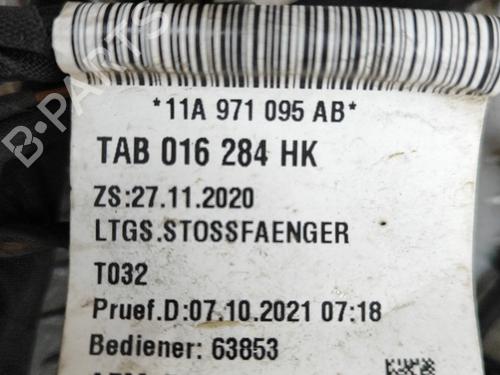 B-PARTS
*11A 971 095 AB*
TAB 016 284 HK
ZS:27.11.2020
LTGS.STOSSFAENGER
T032
Pruef.D:07.10.2021 07:18
Bediener: 63853